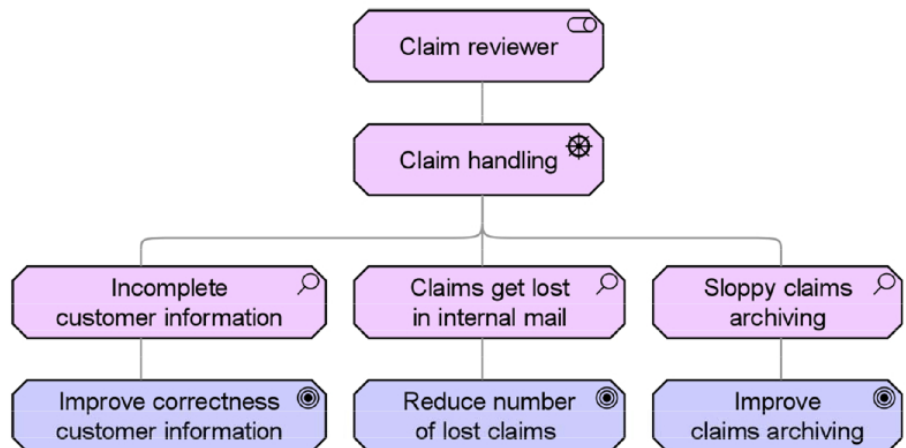 Claim reviewer
Claim handling
Incomplete
customer information
Claims get lost
in internal mail
Sloppy claims
archiving
Improve correctness
customer information
Reduce number
of lost claims
Improve
claims archiving